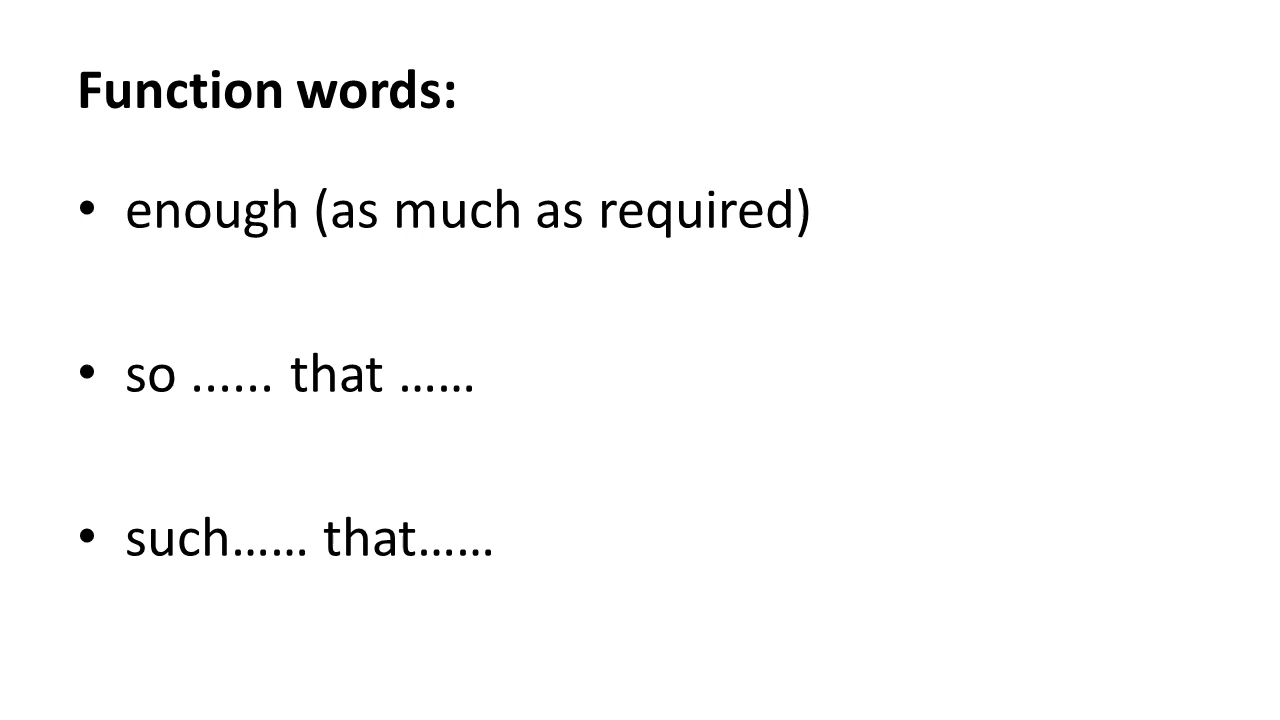 Function words:
• enough (as much as required)
• so ...... that ……
• such…… that……